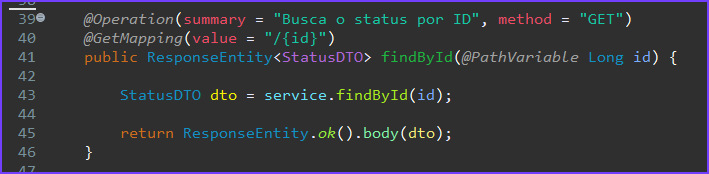 39 @Operation(summary = "Busca o status por ID", method = "GET")
40 @GetMapping(value = "/{id}")
41 public ResponseEntity<StatusDTO> findById(@PathVariable Long id) {
42
43 StatusDTO dto = service.findById(id);
44
45 return ResponseEntity.ok().body(dto);
46 }